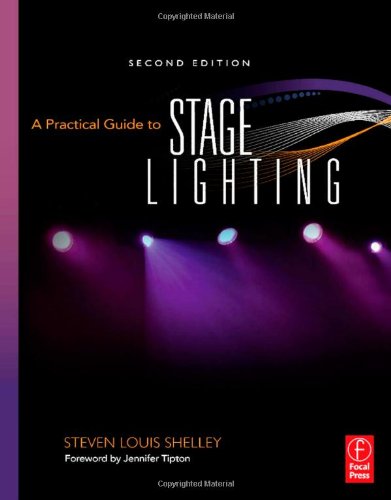 SECOND EDITION
A Practical Guide to
STAGE
LIGHTING
STEVEN LOUIS SHELLEY
Foreword by Jennifer Tipton
Focal
Press